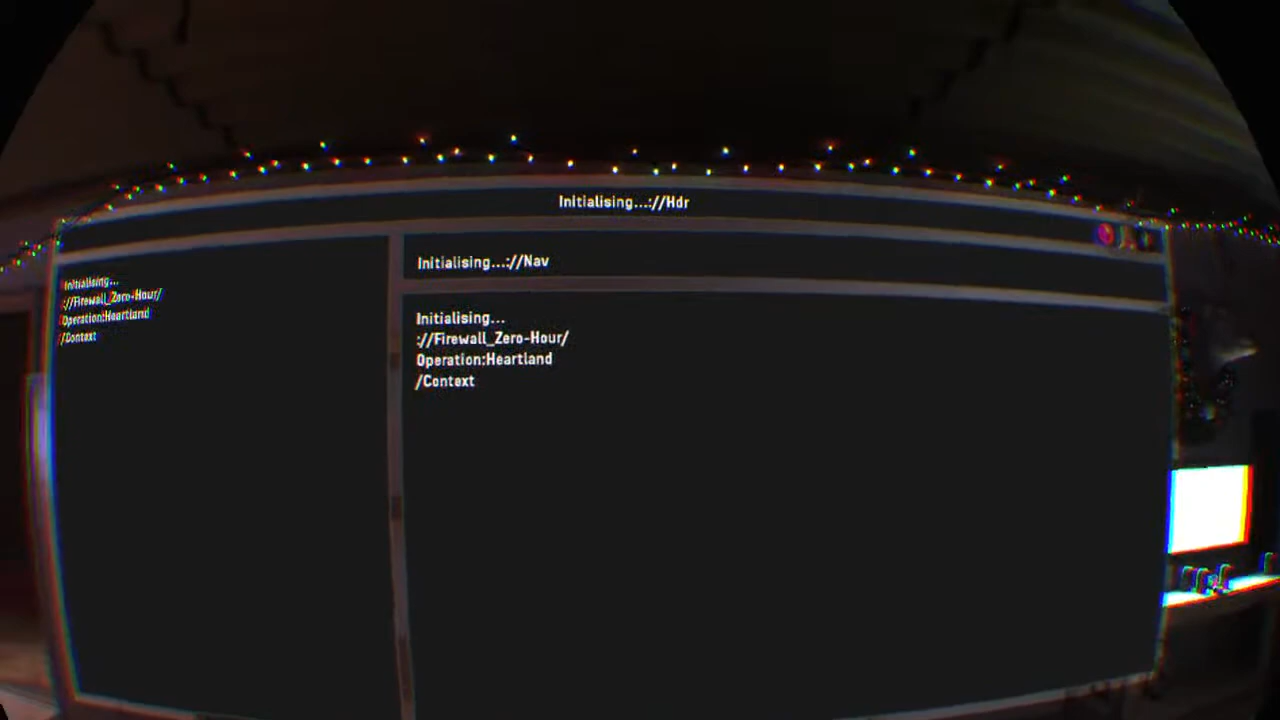 Initialising...://Hdr
Initialising...
://Firewall_Zero-Hour/
Operation:Heartland
/Context
Initialising...://Nav
Initialising...
://Firewall_Zero-Hour/
Operation:Heartland
/Context